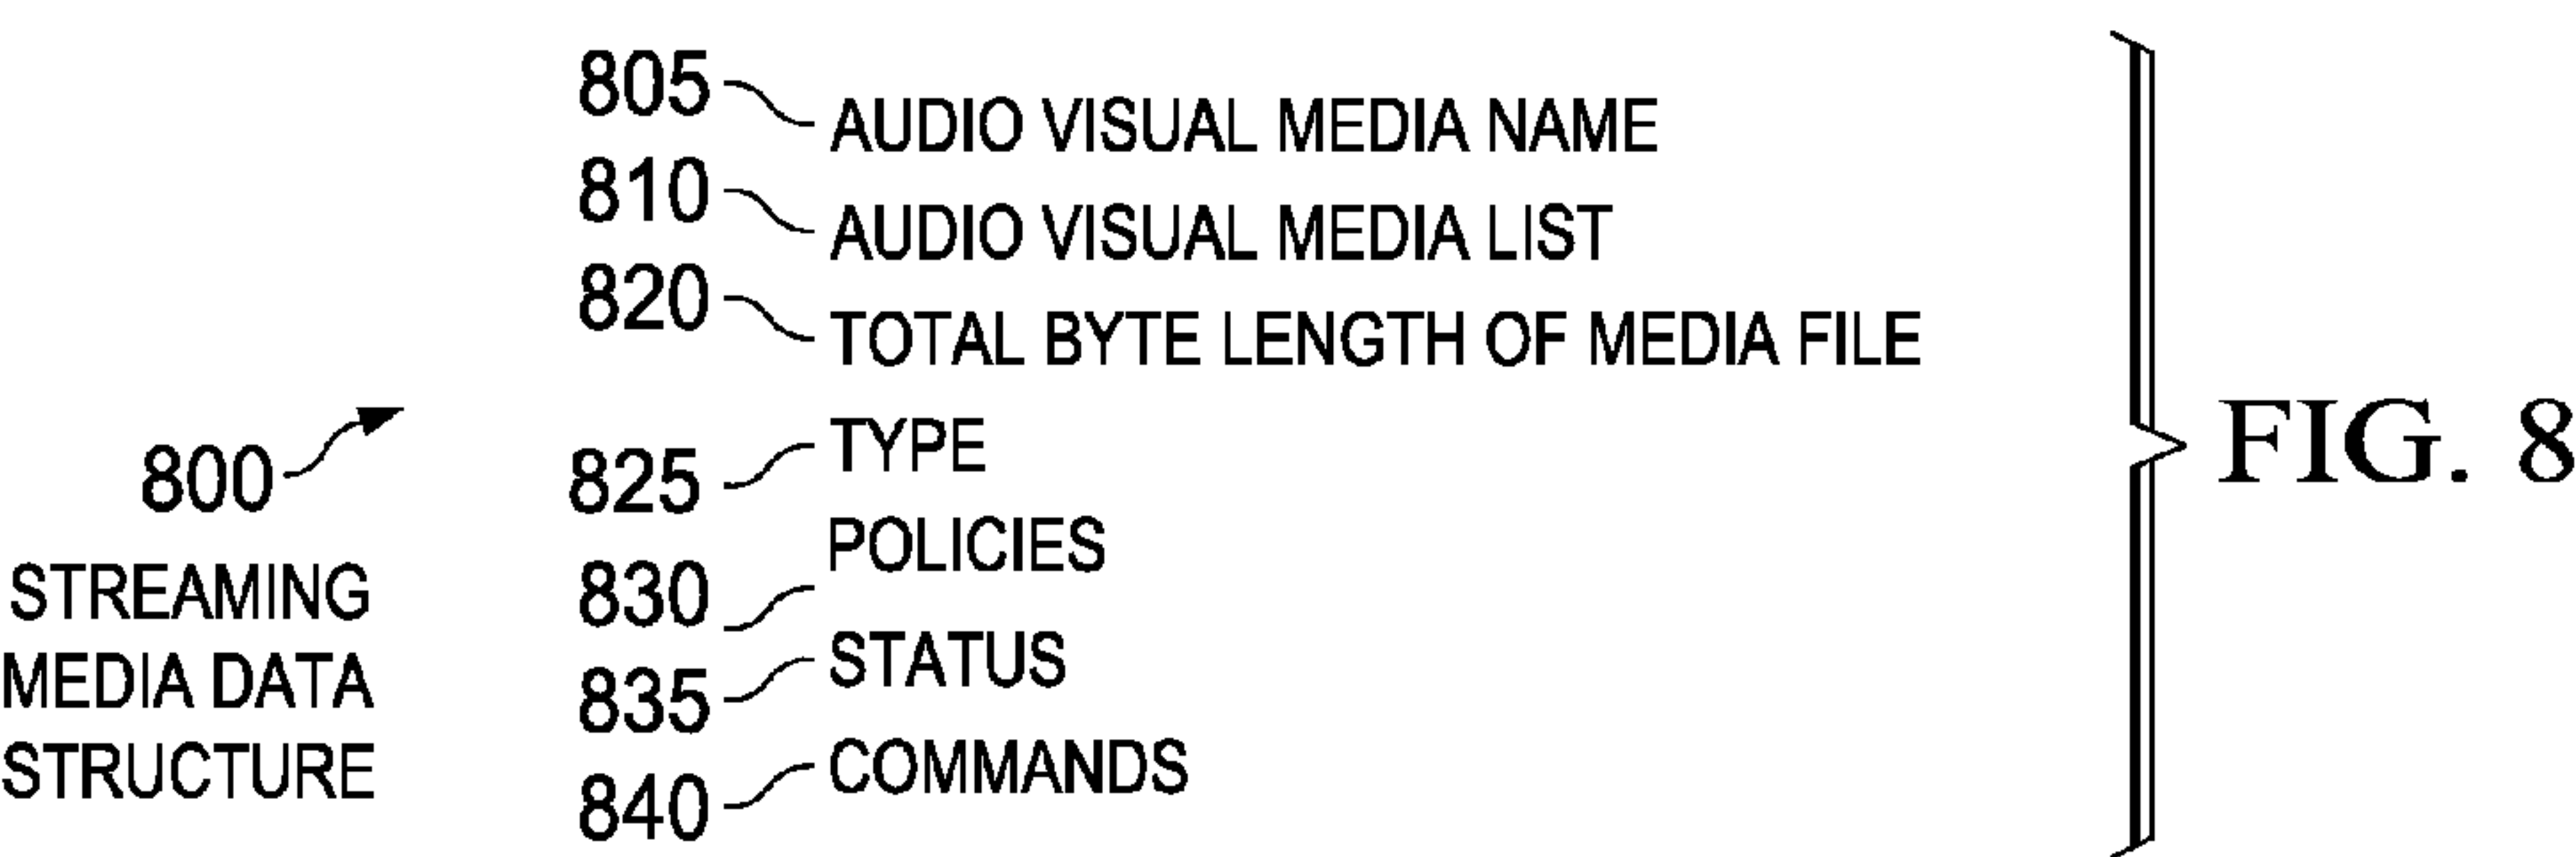 805 AUDIO VISUAL MEDIA NAME
810 AUDIO VISUAL MEDIA LIST
820 TOTAL BYTE LENGTH OF MEDIA FILE
825 TYPE
830 POLICIES
835 STATUS
840 COMMANDS
800
STREAMING
MEDIA DATA
STRUCTURE
FIG. 8